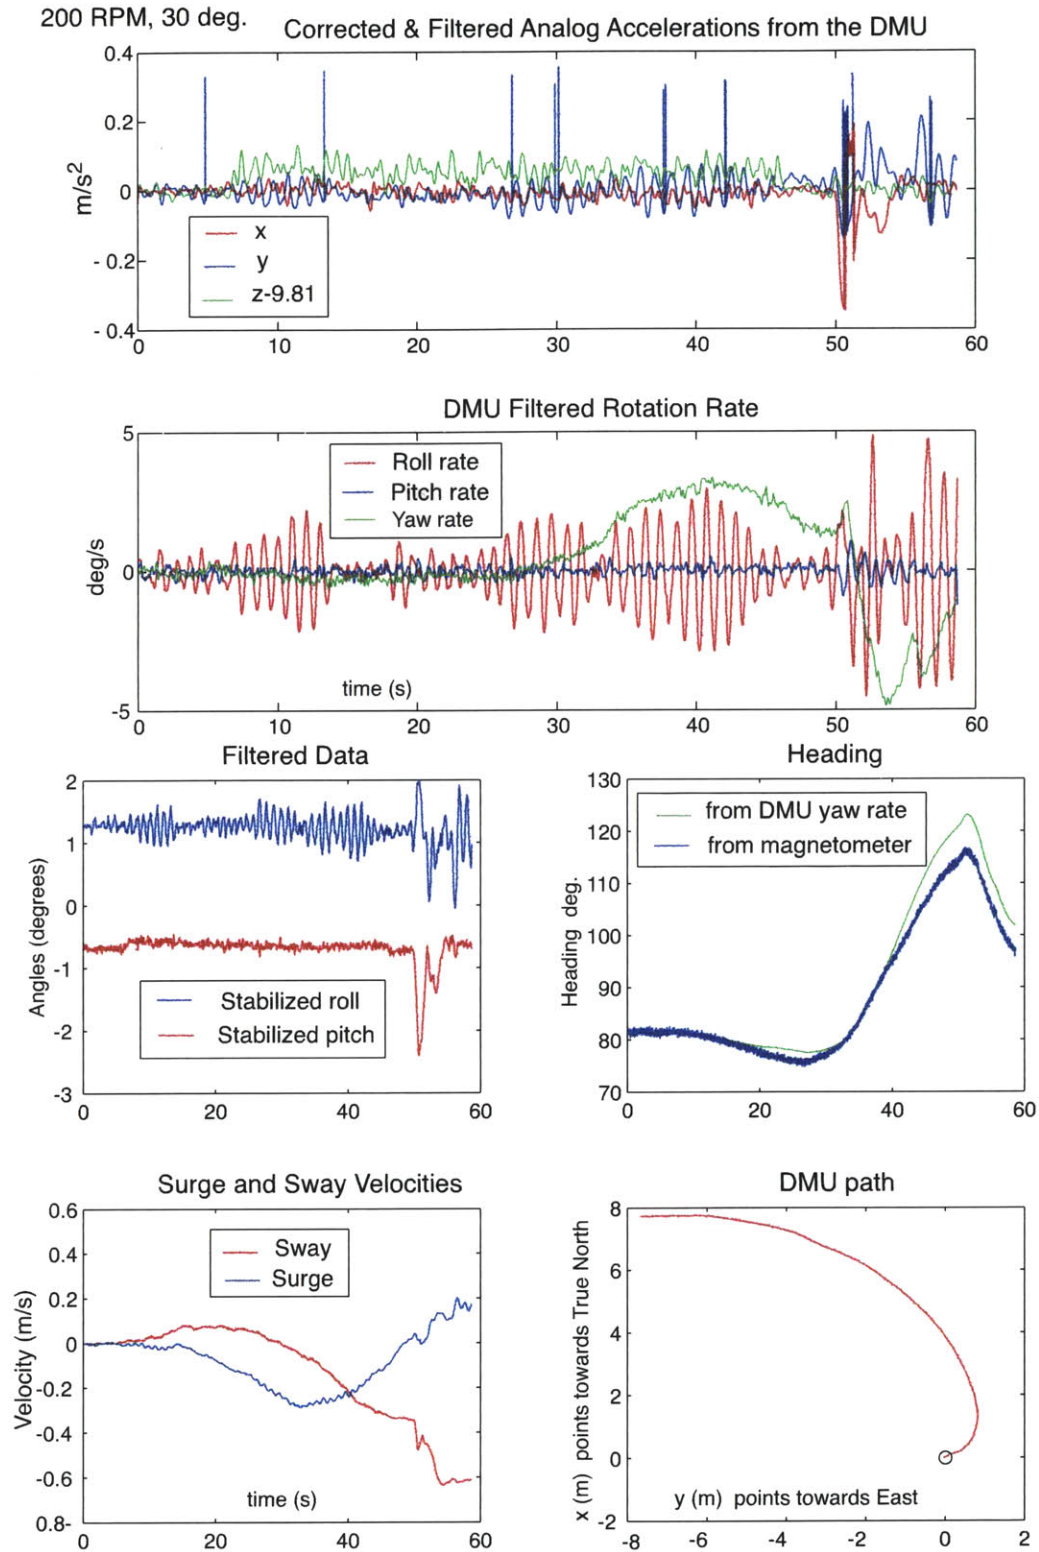 200 RPM, 30 deg.
Corrected & Filtered Analog Accelerations from the DMU
0.4
0.2
0
- 0.2
- 0.4
m/s²
x
y
z-9.81
0 10 20 30 40 50 60
DMU Filtered Rotation Rate
5
0
-5
deg/s
Roll rate
Pitch rate
Yaw rate
time (s)
0 10 20 30 40 50 60
Filtered Data
2
1
0
-1
-2
-3
Angles (degrees)
Stabilized roll
Stabilized pitch
0 20 40 60
Heading
130
120
110
100
90
80
70
Heading deg.
from DMU yaw rate
from magnetometer
0 20 40 60
Surge and Sway Velocities
0.6
0.4
0.2
0
-0.2
-0.4
-0.6
0.8-
Velocity (m/s)
Sway
Surge
time (s)
0 20 40 60
DMU path
8
6
4
2
0
-2
x (m) points towards True North
y (m) points towards East
-8 -6 -4 -2 0 2